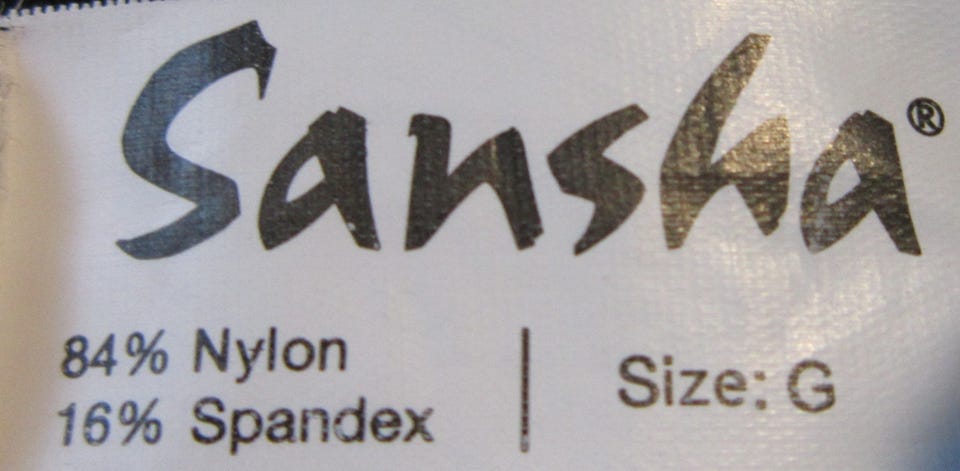 Sansha®
84% Nylon
16% Spandex
Size: G